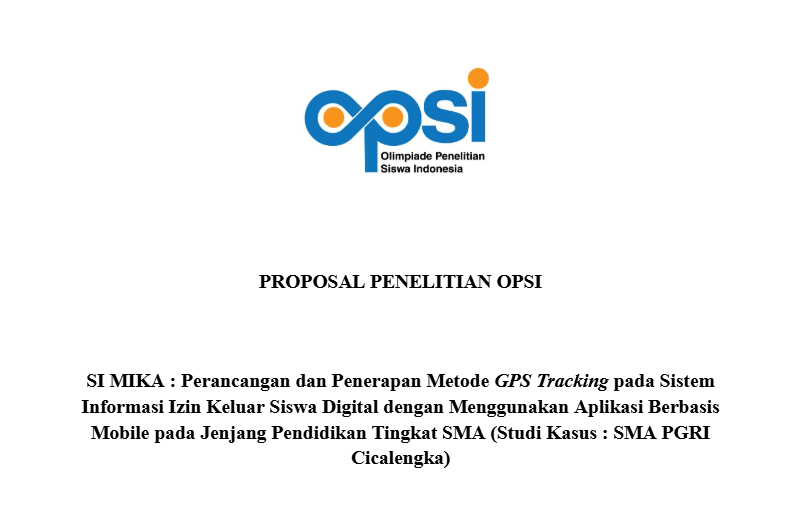 opsi
Olimpiade Penelitian
Siswa Indonesia
PROPOSAL PENELITIAN OPSI
SI MIKA : Perancangan dan Penerapan Metode GPS Tracking pada Sistem
Informasi Izin Keluar Siswa Digital dengan Menggunakan Aplikasi Berbasis
Mobile pada Jenjang Pendidikan Tingkat SMA (Studi Kasus : SMA PGRI
Cicalengka)